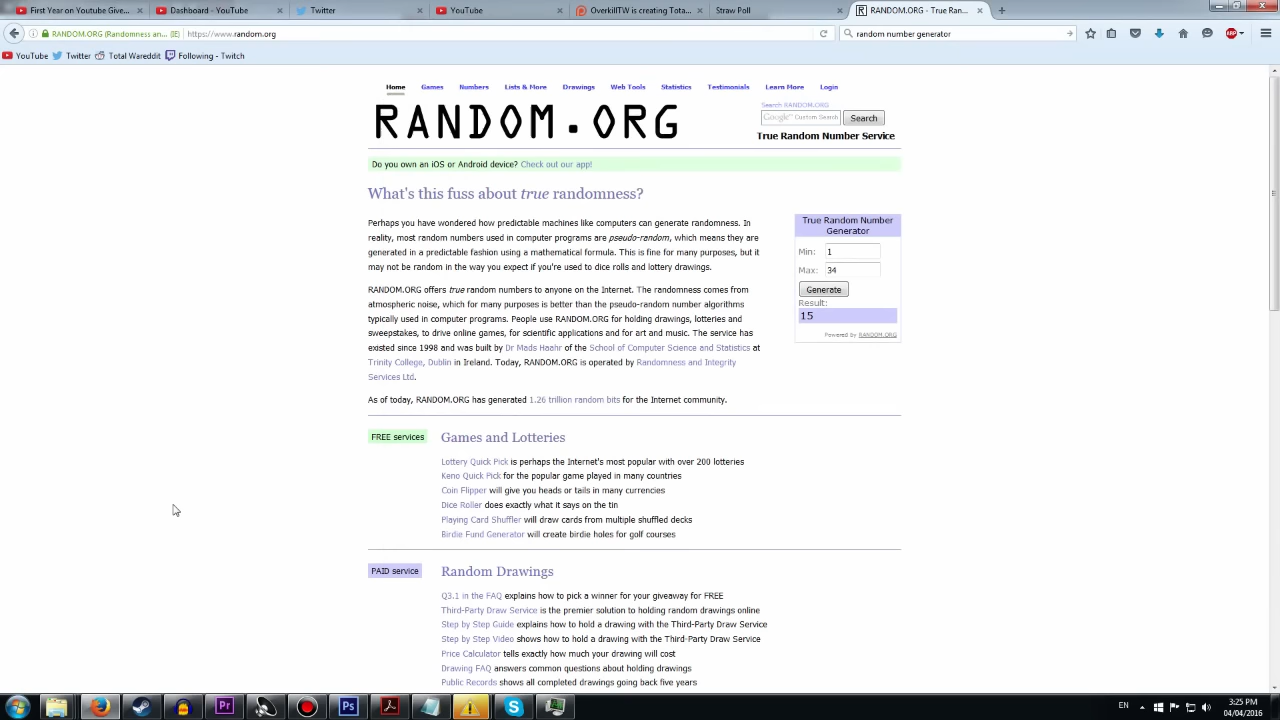 First Year on YouTube Giv...
Dashboard - YouTube
Twitter
YouTube
OverkillTW is creating Tota...
Straw Poll
RANDOM.ORG - True Ran...
RANDOM.ORG (Randomness an... (IE)
https://www.random.org
random number generator
YouTube
Twitter
Total Wareddit
Following - Twitch
Home
Games
Numbers
Lists & More
Drawings
Web Tools
Statistics
Testimonials
Learn More
Login
RANDOM.ORG
Search RANDOM.ORG
Google™ Custom Search
Search
True Random Number Service
Do you own an iOS or Android device? Check out our app!
What's this fuss about true randomness?
Perhaps you have wondered how predictable machines like computers can generate randomness. In
reality, most random numbers used in computer programs are pseudo-random, which means they are
generated in a predictable fashion using a mathematical formula. This is fine for many purposes, but it
may not be random in the way you expect if you're used to dice rolls and lottery drawings.
RANDOM.ORG offers true random numbers to anyone on the Internet. The randomness comes from
atmospheric noise, which for many purposes is better than the pseudo-random number algorithms
typically used in computer programs. People use RANDOM.ORG for holding drawings, lotteries and
sweepstakes, to drive online games, for scientific applications and for art and music. The service has
existed since 1998 and was built by Dr Mads Haahr of the School of Computer Science and Statistics at
Trinity College, Dublin in Ireland. Today, RANDOM.ORG is operated by Randomness and Integrity
Services Ltd.
As of today, RANDOM.ORG has generated 1.26 trillion random bits for the Internet community.
True Random Number
Generator
Min: 1
Max: 34
Generate
Result:
15
Powered by RANDOM.ORG
FREE services
Games and Lotteries
Lottery Quick Pick is perhaps the Internet's most popular with over 200 lotteries
Keno Quick Pick for the popular game played in many countries
Coin Flipper will give you heads or tails in many currencies
Dice Roller does exactly what it says on the tin
Playing Card Shuffler will draw cards from multiple shuffled decks
Birdie Fund Generator will create birdie holes for golf courses
PAID service
Random Drawings
Q3.1 in the FAQ explains how to pick a winner for your giveaway for FREE
Third-Party Draw Service is the premier solution to holding random drawings online
Step by Step Guide explains how to hold a drawing with the Third-Party Draw Service
Step by Step Video shows how to hold a drawing with the Third-Party Draw Service
Price Calculator tells exactly how much your drawing will cost
Drawing FAQ answers common questions about holding drawings
Public Records shows all completed drawings going back five years
EN
3:25 PM
04/04/2016